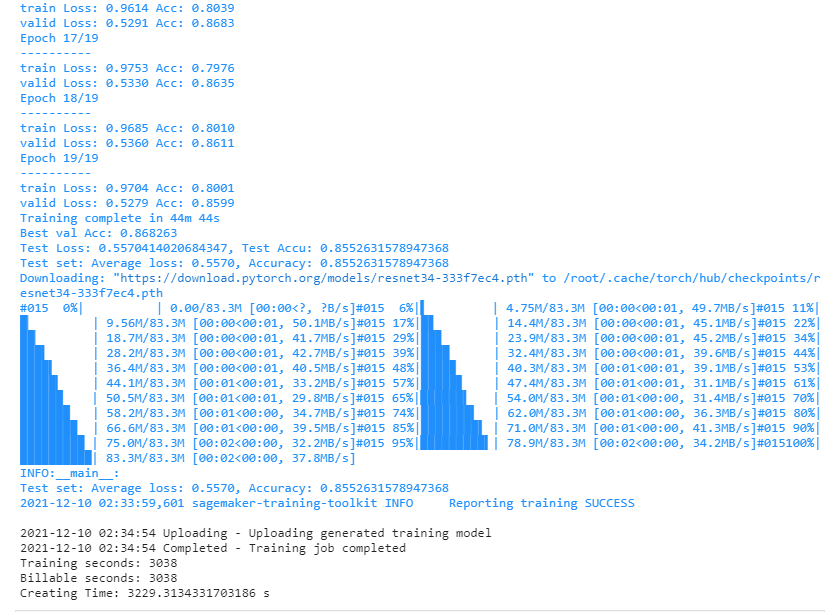 train Loss: 0.9614 Acc: 0.8039
valid Loss: 0.5291 Acc: 0.8683
Epoch 17/19
----------
train Loss: 0.9753 Acc: 0.7976
valid Loss: 0.5330 Acc: 0.8635
Epoch 18/19
----------
train Loss: 0.9685 Acc: 0.8010
valid Loss: 0.5360 Acc: 0.8611
Epoch 19/19
----------
train Loss: 0.9704 Acc: 0.8001
valid Loss: 0.5279 Acc: 0.8599
Training complete in 44m 44s
Best val Acc: 0.868263
Test Loss: 0.5570414020684347, Test Accu: 0.8552631578947368
Test set: Average loss: 0.5570, Accuracy: 0.8552631578947368
Downloading: "https://download.pytorch.org/models/resnet34-333f7ec4.pth" to /root/.cache/torch/hub/checkpoints/r
esnet34-333f7ec4.pth
#015  0%|          | 0.00/83.3M [00:00<?, ?B/s]#015  6%|▌         | 4.75M/83.3M [00:00<00:01, 49.7MB/s]#015 11%|
█         | 9.56M/83.3M [00:00<00:01, 50.1MB/s]#015 17%|█▋        | 14.4M/83.3M [00:00<00:01, 45.1MB/s]#015 22%|
██▏       | 18.7M/83.3M [00:00<00:01, 41.7MB/s]#015 29%|██▊       | 23.9M/83.3M [00:00<00:01, 45.2MB/s]#015 34%|
███▍      | 28.2M/83.3M [00:00<00:01, 42.7MB/s]#015 39%|███▉      | 32.4M/83.3M [00:00<00:01, 39.6MB/s]#015 44%|
████▎     | 36.4M/83.3M [00:00<00:01, 40.5MB/s]#015 48%|████▊     | 40.3M/83.3M [00:01<00:01, 39.1MB/s]#015 53%|
█████▎    | 44.1M/83.3M [00:01<00:01, 33.2MB/s]#015 57%|█████▋    | 47.4M/83.3M [00:01<00:01, 31.1MB/s]#015 61%|
██████    | 50.5M/83.3M [00:01<00:01, 29.8MB/s]#015 65%|██████▍   | 54.0M/83.3M [00:01<00:00, 31.4MB/s]#015 70%|
██████▉   | 58.2M/83.3M [00:01<00:00, 34.7MB/s]#015 74%|███████▍  | 62.0M/83.3M [00:01<00:00, 36.3MB/s]#015 80%|
███████▉  | 66.6M/83.3M [00:01<00:00, 39.5MB/s]#015 85%|████████▌ | 71.0M/83.3M [00:01<00:00, 41.3MB/s]#015 90%|
█████████ | 75.0M/83.3M [00:02<00:00, 32.2MB/s]#015 95%|█████████▍| 78.9M/83.3M [00:02<00:00, 34.2MB/s]#015100%|
██████████| 83.3M/83.3M [00:02<00:00, 37.8MB/s]
INFO:__main__:
Test set: Average loss: 0.5570, Accuracy: 0.8552631578947368
2021-12-10 02:33:59,601 sagemaker-training-toolkit INFO     Reporting training SUCCESS
2021-12-10 02:34:54 Uploading - Uploading generated training model
2021-12-10 02:34:54 Completed - Training job completed
Training seconds: 3038
Billable seconds: 3038
Creating Time: 3229.3134331703186 s